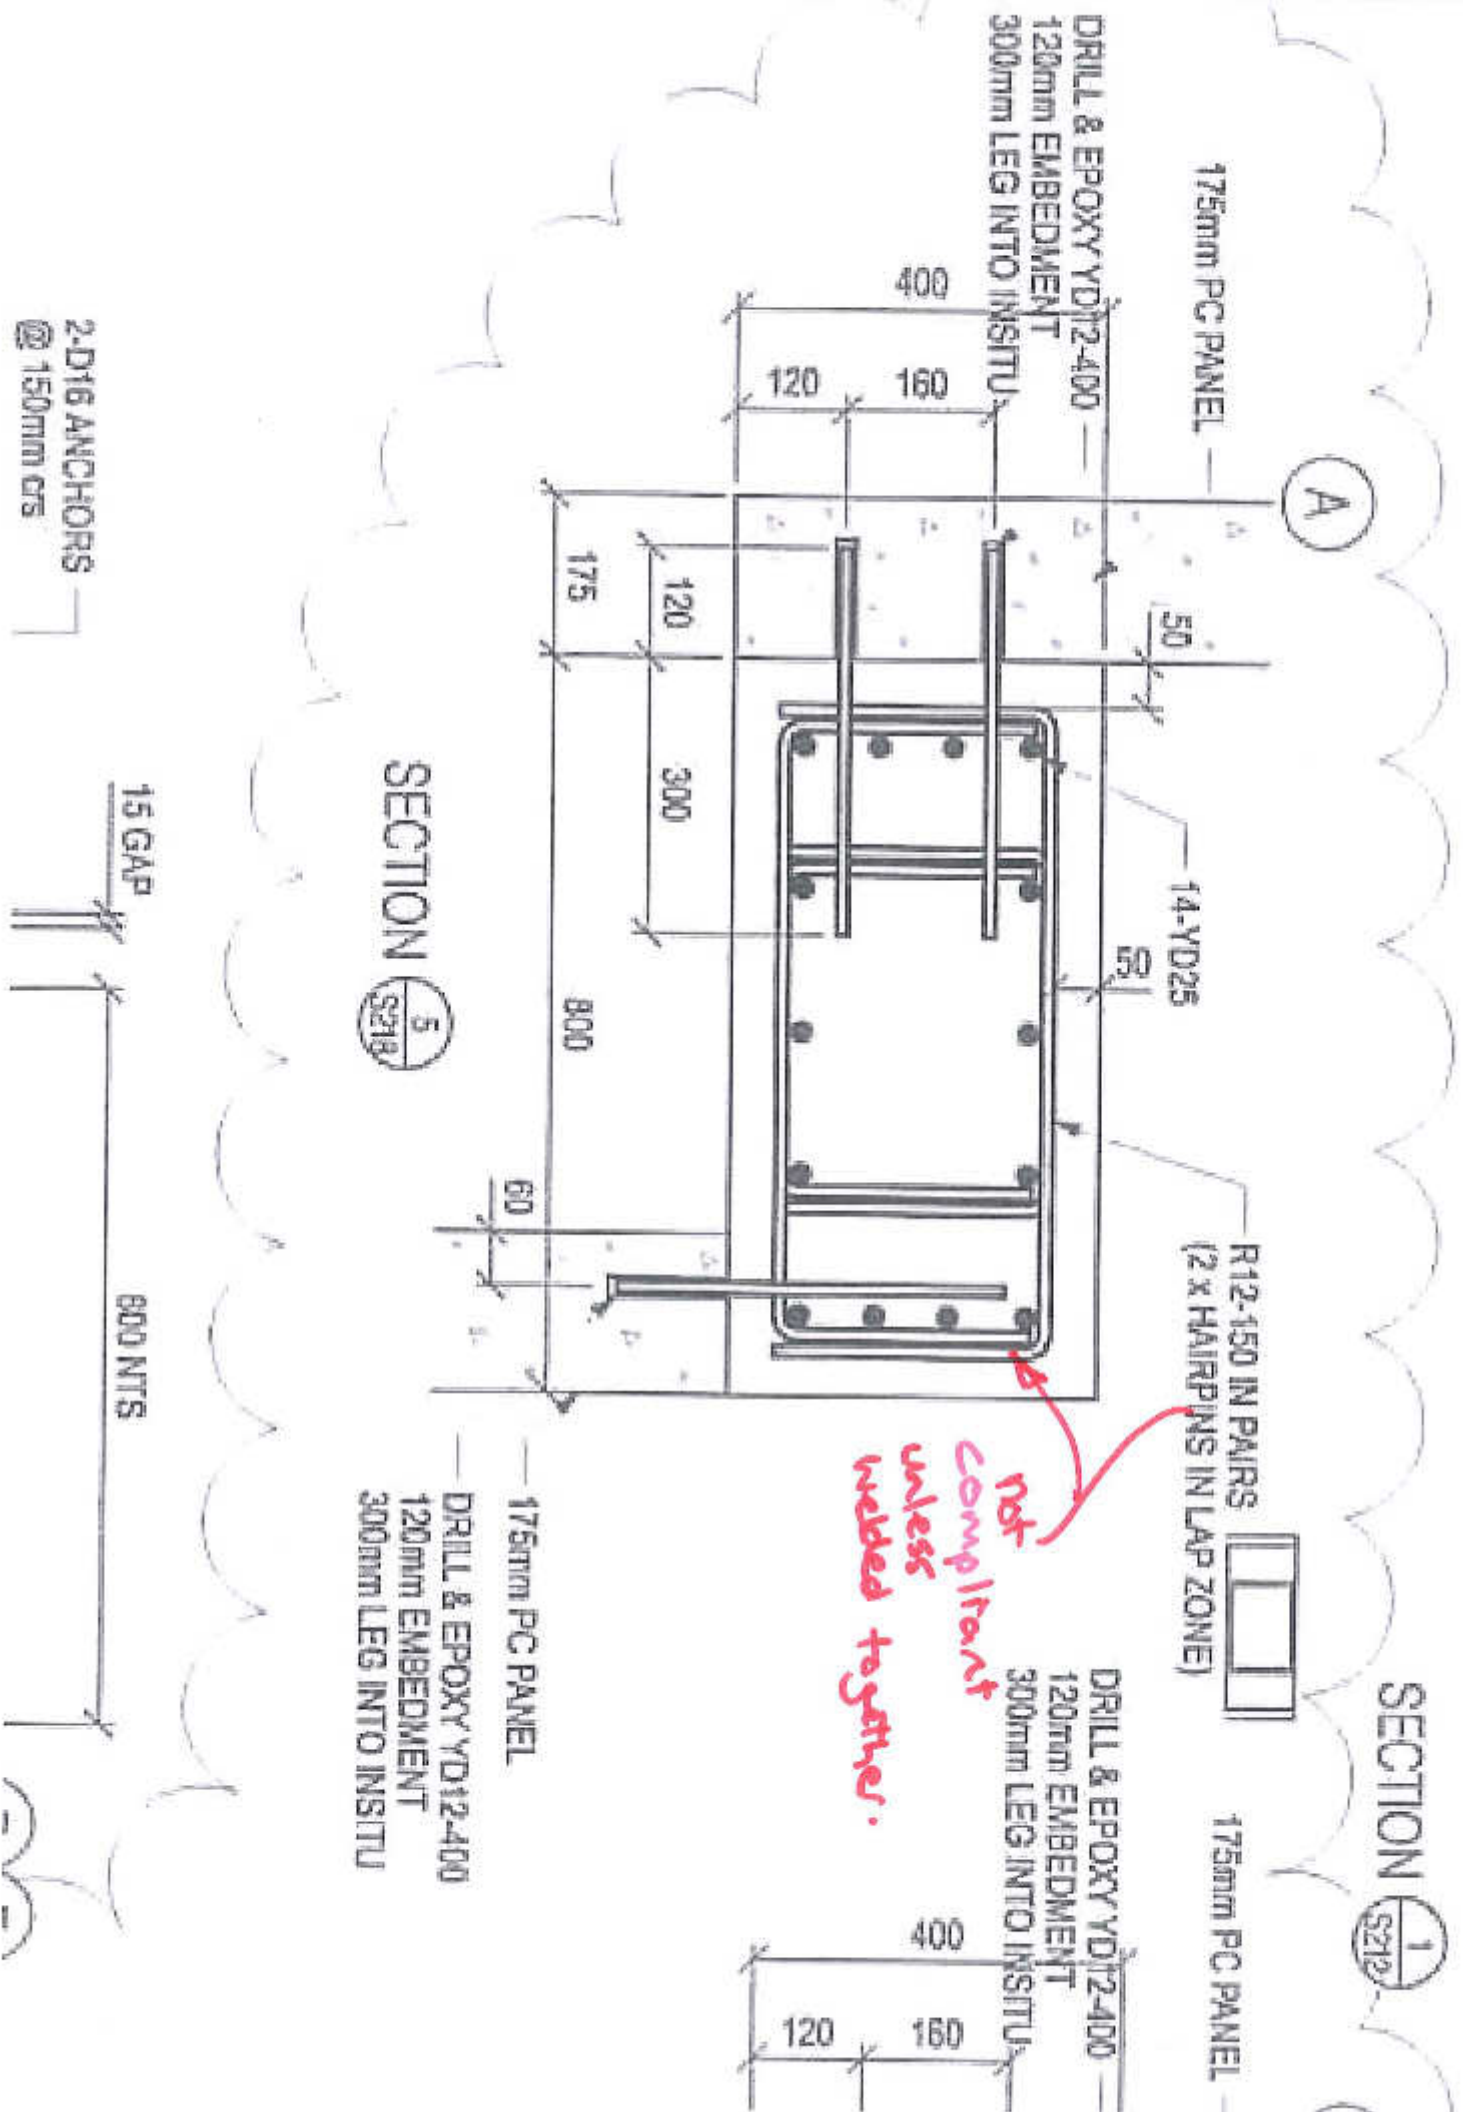 SECTION 1
S212
175mm PC PANEL
DRILL & EPOXY YD12-400
120mm EMBEDMENT
300mm LEG INTO INSITU
400
120
160
A
175mm PC PANEL
DRILL & EPOXY YD12-400
120mm EMBEDMENT
300mm LEG INTO INSITU
400
120
160
50
14-YD25
50
R12-150 IN PAIRS
(2 x HAIRPINS IN LAP ZONE)
not
compliant
unless
welded together.
120
300
175
800
60
175mm PC PANEL
DRILL & EPOXY YD12-400
120mm EMBEDMENT
300mm LEG INTO INSITU
SECTION 5
S218
2-D16 ANCHORS
@ 150mm crs
15 GAP
800 NTS